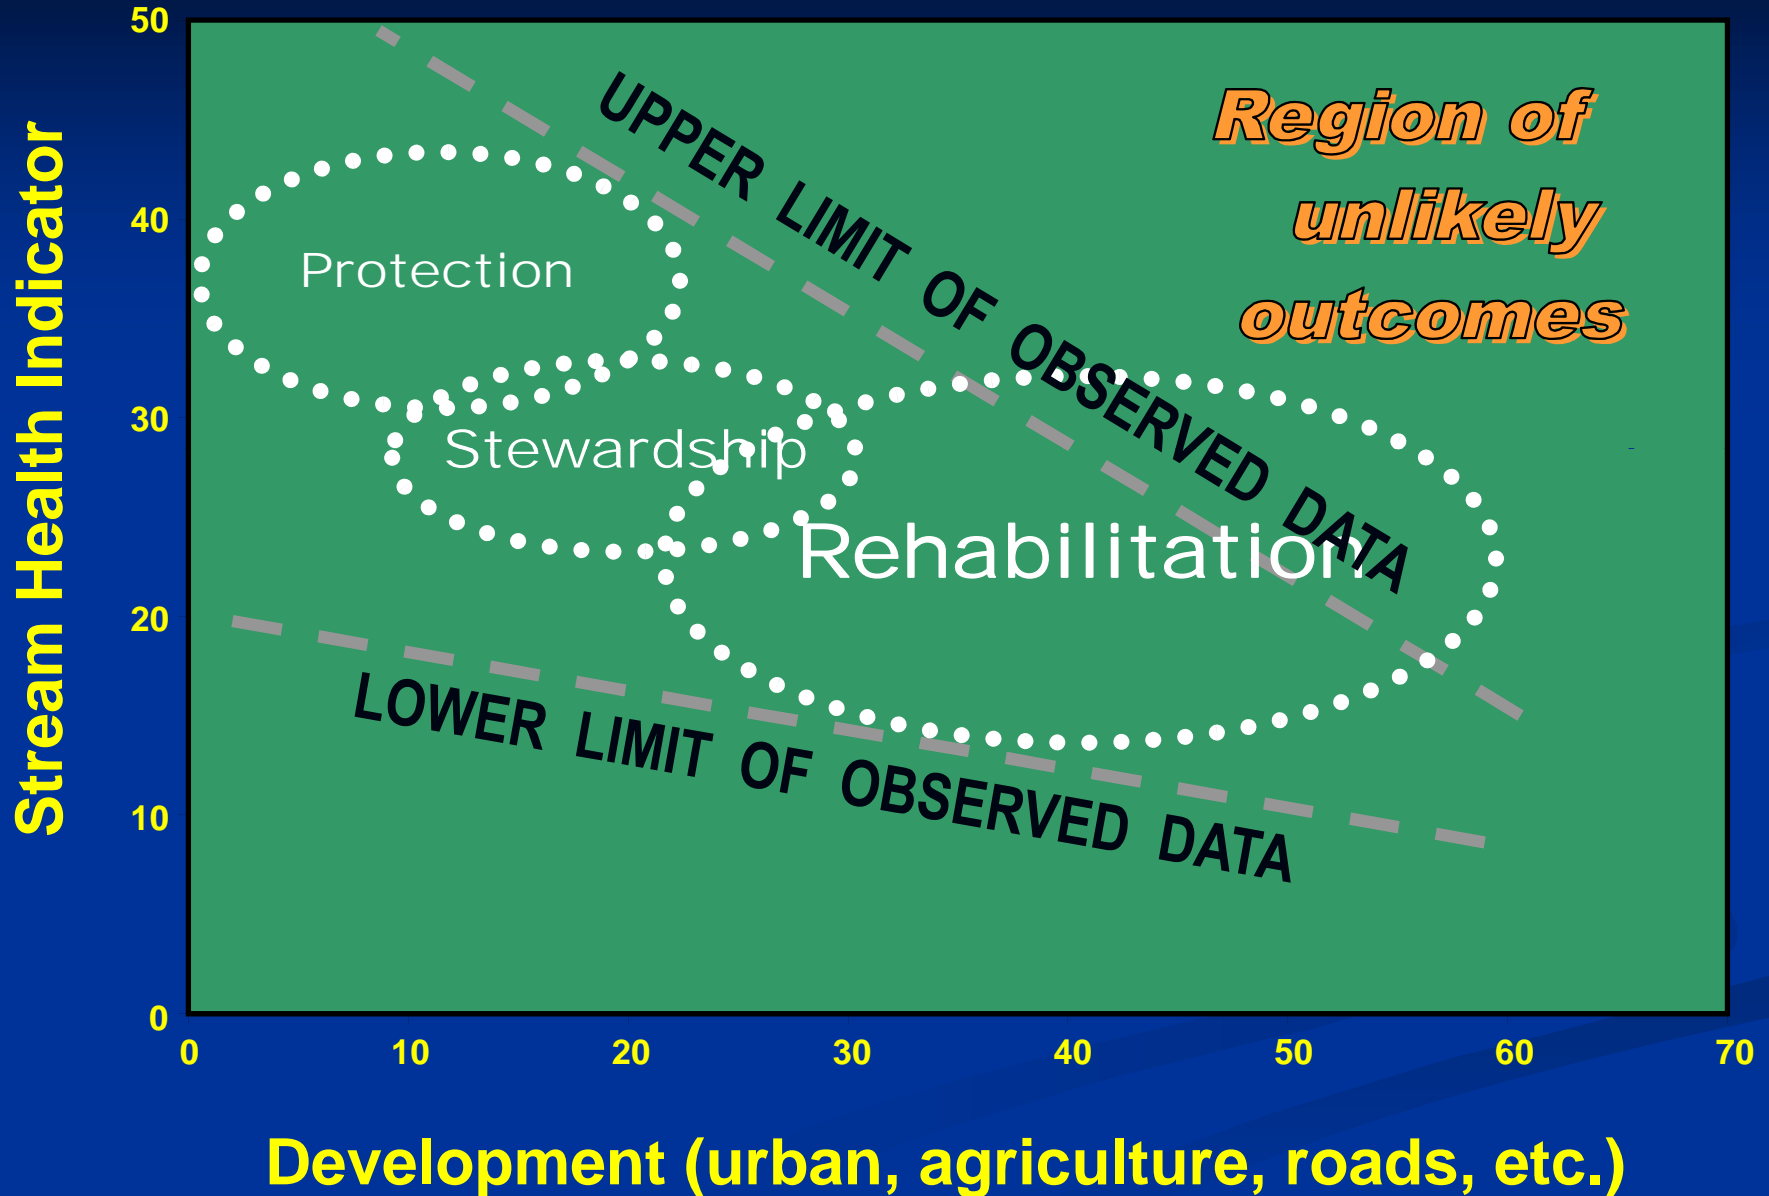 Stream Health Indicator
50
40
30
20
10
0
UPPER LIMIT OF OBSERVED DATA
Region of
unlikely
outcomes
Protection
Stewardship
Rehabilitation
LOWER LIMIT OF OBSERVED DATA
0 10 20 30 40 50 60 70
Development (urban, agriculture, roads, etc.)